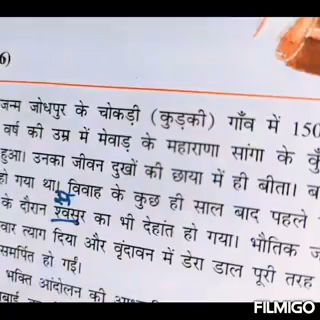 6)
जन्म जोधपुर के चोकड़ी (कुड़की) गाँव में 150
वर्ष की उम्र में मेवाड़ के महाराणा सांगा के
हुआ। उनका जीवन दुखों की छाया में ही बीता।
हो गया था। विवाह के कुछ ही साल बाद पहले
के दौरान श्वसुर का भी देहांत हो गया। भौतिक
वार त्याग दिया और वृंदावन में डेरा डाल पूरी तरह
समर्पित हो गईं।
भक्ति आंदोलन की
FILMIGO